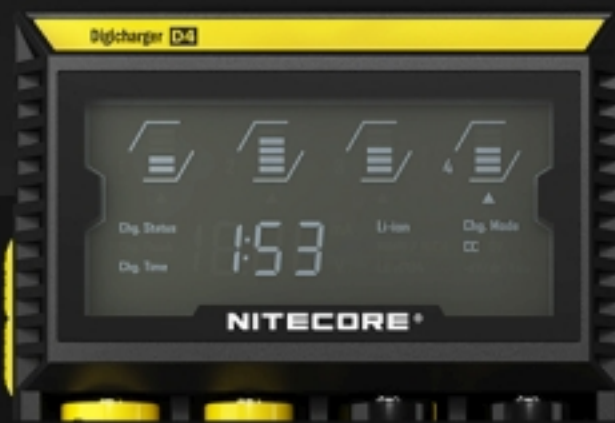 Digicharger D4
4
Chg. Status
1:53
Li-ion
Chg. Mode
CC
Chg. Time
NITECORE®